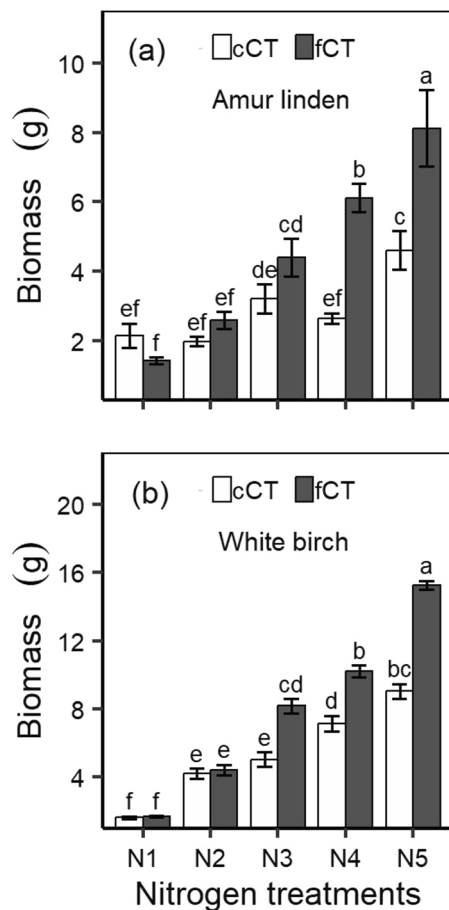 (a) cCT fCT
Amur linden
Biomass (g)
10
8
6
4
2
ef f ef ef de cd ef b c a
(b) cCT fCT
White birch
Biomass (g)
20
16
12
8
4
f f e e e cd d b bc a
N1 N2 N3 N4 N5
Nitrogen treatments